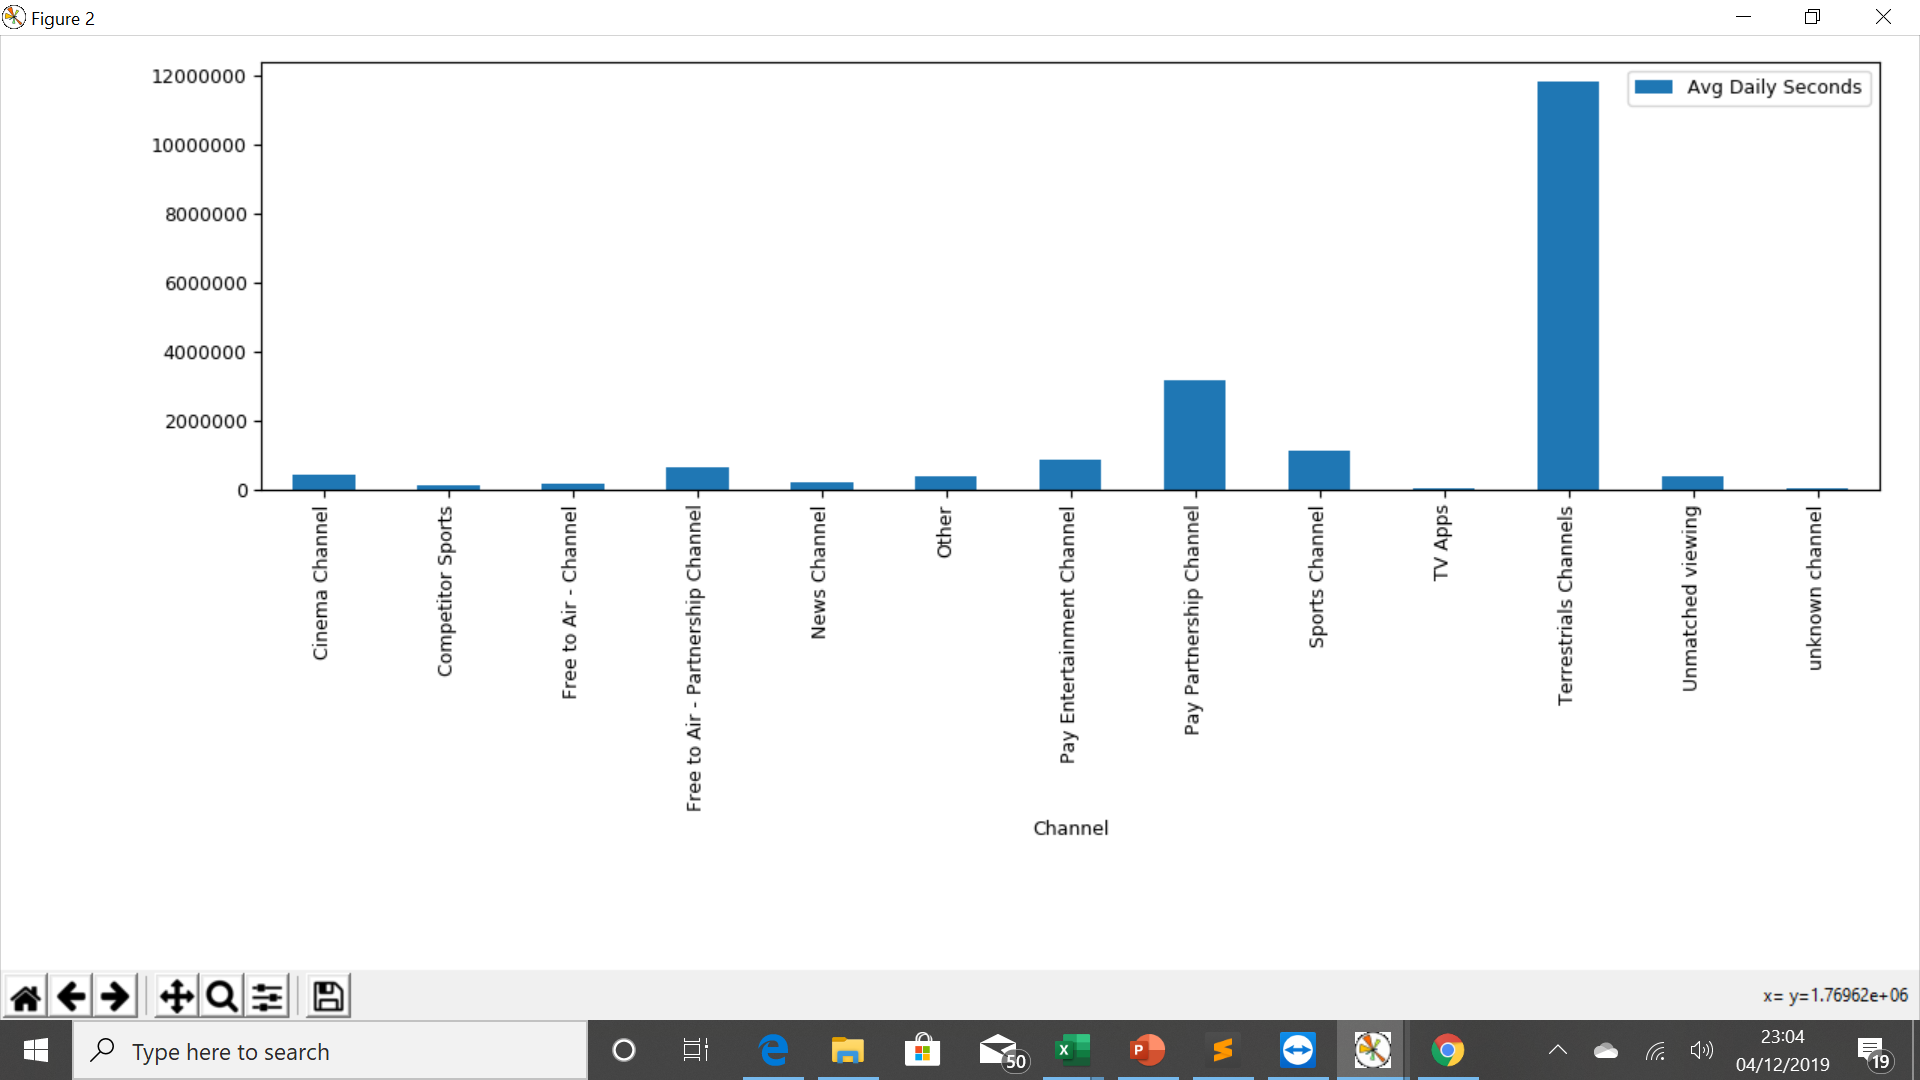 Figure 2
12000000
10000000
8000000
6000000
4000000
2000000
0
Avg Daily Seconds
Cinema Channel
Competitor Sports
Free to Air - Channel
Free to Air - Partnership Channel
News Channel
Other
Pay Entertainment Channel
Pay Partnership Channel
Sports Channel
TV Apps
Terrestrials Channels
Unmatched viewing
unknown channel
Channel
x= y=1.76962e+06
Type here to search
50
23:04
04/12/2019
19